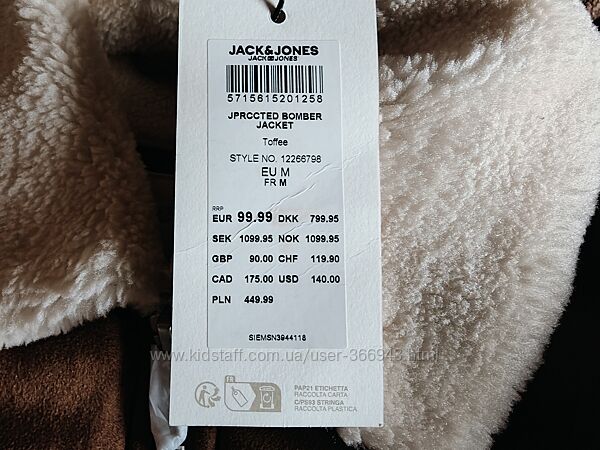 JACK&JONES
JACK&JONES
5715615201258
JPRCCTED BOMBER
JACKET
Toffee
STYLE NO. 12266798
EU M
FR M
RRP
EUR 99.99 DKK 799.95
SEK 1099.95 NOK 1099.95
GBP 90.00 CHF 119.90
CAD 175.00 USD 140.00
PLN 449.99
SIEMSN3944118
www.kidstaff.com.ua/user-366943.html
FR
PAP21 ETICHETTA
RACCOLTA CARTA
C/PS93 STRINGA
RACCOLTA PLASTICA